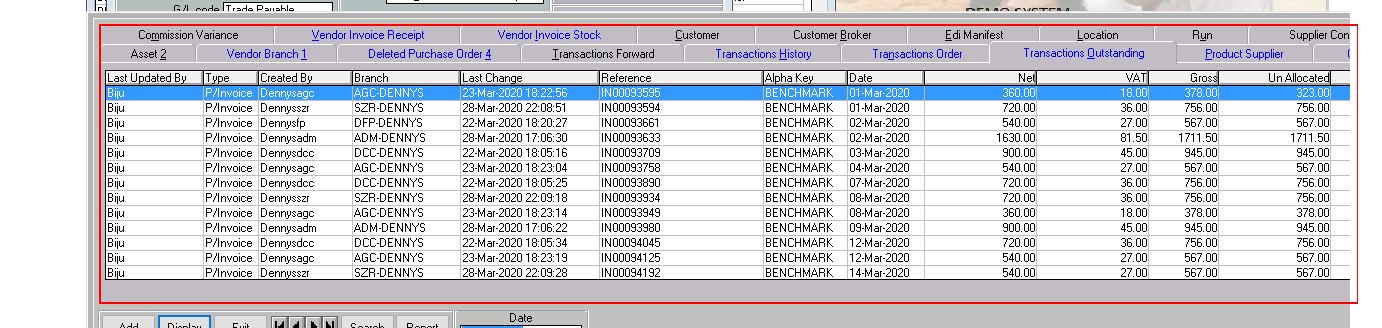 G/L code Trade Payable
DEMO SYSTEM
Commission Variance Vendor Invoice Receipt Vendor Invoice Stock Customer Customer Broker Edi Manifest Location Run Supplier Con
Asset 2 Vendor Branch 1 Deleted Purchase Order 4 Transactions Forward Transactions History Transactions Order Transactions Outstanding Product Supplier
Last Updated By Type Created By Branch Last Change Reference Alpha Key Date Net VAT Gross Un Allocated
Biju P/Invoice Dennysagc AGC-DENNYS 23-Mar-2020 18:22:56 IN00093595 BENCHMARK 01-Mar-2020 360.00 18.00 378.00 323.00
Biju P/Invoice Dennysszr SZR-DENNYS 28-Mar-2020 22:08:51 IN00093594 BENCHMARK 01-Mar-2020 720.00 36.00 756.00 756.00
Biju P/Invoice Dennysfp DFP-DENNYS 22-Mar-2020 18:20:27 IN00093661 BENCHMARK 02-Mar-2020 540.00 27.00 567.00 567.00
Biju P/Invoice Dennysadm ADM-DENNYS 28-Mar-2020 17:06:30 IN00093633 BENCHMARK 02-Mar-2020 1630.00 81.50 1711.50 1711.50
Biju P/Invoice Dennysdcc DCC-DENNYS 22-Mar-2020 18:05:16 IN00093709 BENCHMARK 03-Mar-2020 900.00 45.00 945.00 945.00
Biju P/Invoice Dennysagc AGC-DENNYS 23-Mar-2020 18:23:04 IN00093758 BENCHMARK 04-Mar-2020 540.00 27.00 567.00 567.00
Biju P/Invoice Dennysdcc DCC-DENNYS 22-Mar-2020 18:05:25 IN00093890 BENCHMARK 07-Mar-2020 720.00 36.00 756.00 756.00
Biju P/Invoice Dennysszr SZR-DENNYS 28-Mar-2020 22:09:18 IN00093934 BENCHMARK 08-Mar-2020 720.00 36.00 756.00 756.00
Biju P/Invoice Dennysagc AGC-DENNYS 23-Mar-2020 18:23:14 IN00093949 BENCHMARK 08-Mar-2020 360.00 18.00 378.00 378.00
Biju P/Invoice Dennysadm ADM-DENNYS 28-Mar-2020 17:06:22 IN00093980 BENCHMARK 09-Mar-2020 900.00 45.00 945.00 945.00
Biju P/Invoice Dennysdcc DCC-DENNYS 22-Mar-2020 18:05:34 IN00094045 BENCHMARK 12-Mar-2020 720.00 36.00 756.00 756.00
Biju P/Invoice Dennysagc AGC-DENNYS 23-Mar-2020 18:23:19 IN00094125 BENCHMARK 12-Mar-2020 540.00 27.00 567.00 567.00
Biju P/Invoice Dennysszr SZR-DENNYS 28-Mar-2020 22:09:28 IN00094192 BENCHMARK 14-Mar-2020 540.00 27.00 567.00 567.00
Date
Add Display Exit Search Report